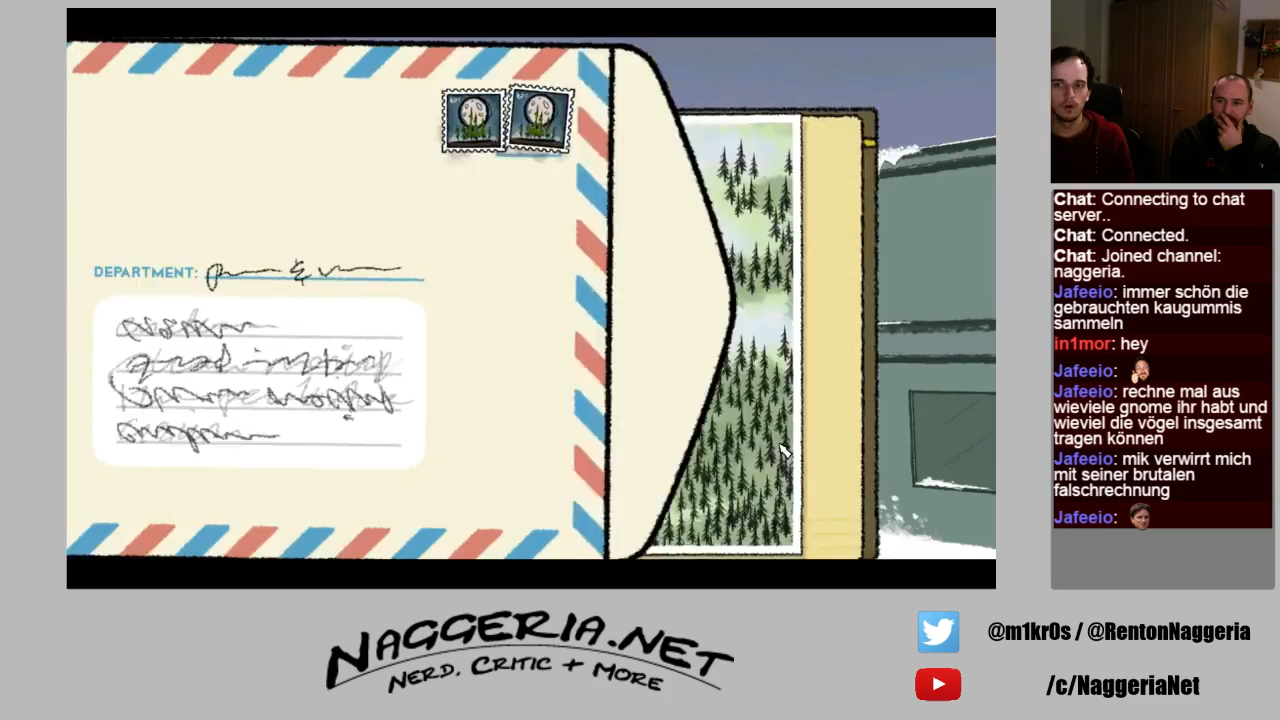 DEPARTMENT:
Chat: Connecting to chat
server..
Chat: Connected.
Chat: Joined channel:
naggeria.
Jafeeio: immer schön die
gebrauchten kaugummis
sammeln
in1mor: hey
Jafeeio:
Jafeeio: rechne mal aus
wieviele gnome ihr habt und
wieviel die vögel insgesamt
tragen können
Jafeeio: mik verwirrt mich
mit seiner brutalen
falschrechnung
Jafeeio:
NAGGERIA.NET
NERD, CRITIC + MORE
@m1kr0s / @RentonNaggeria
/c/NaggeriaNet